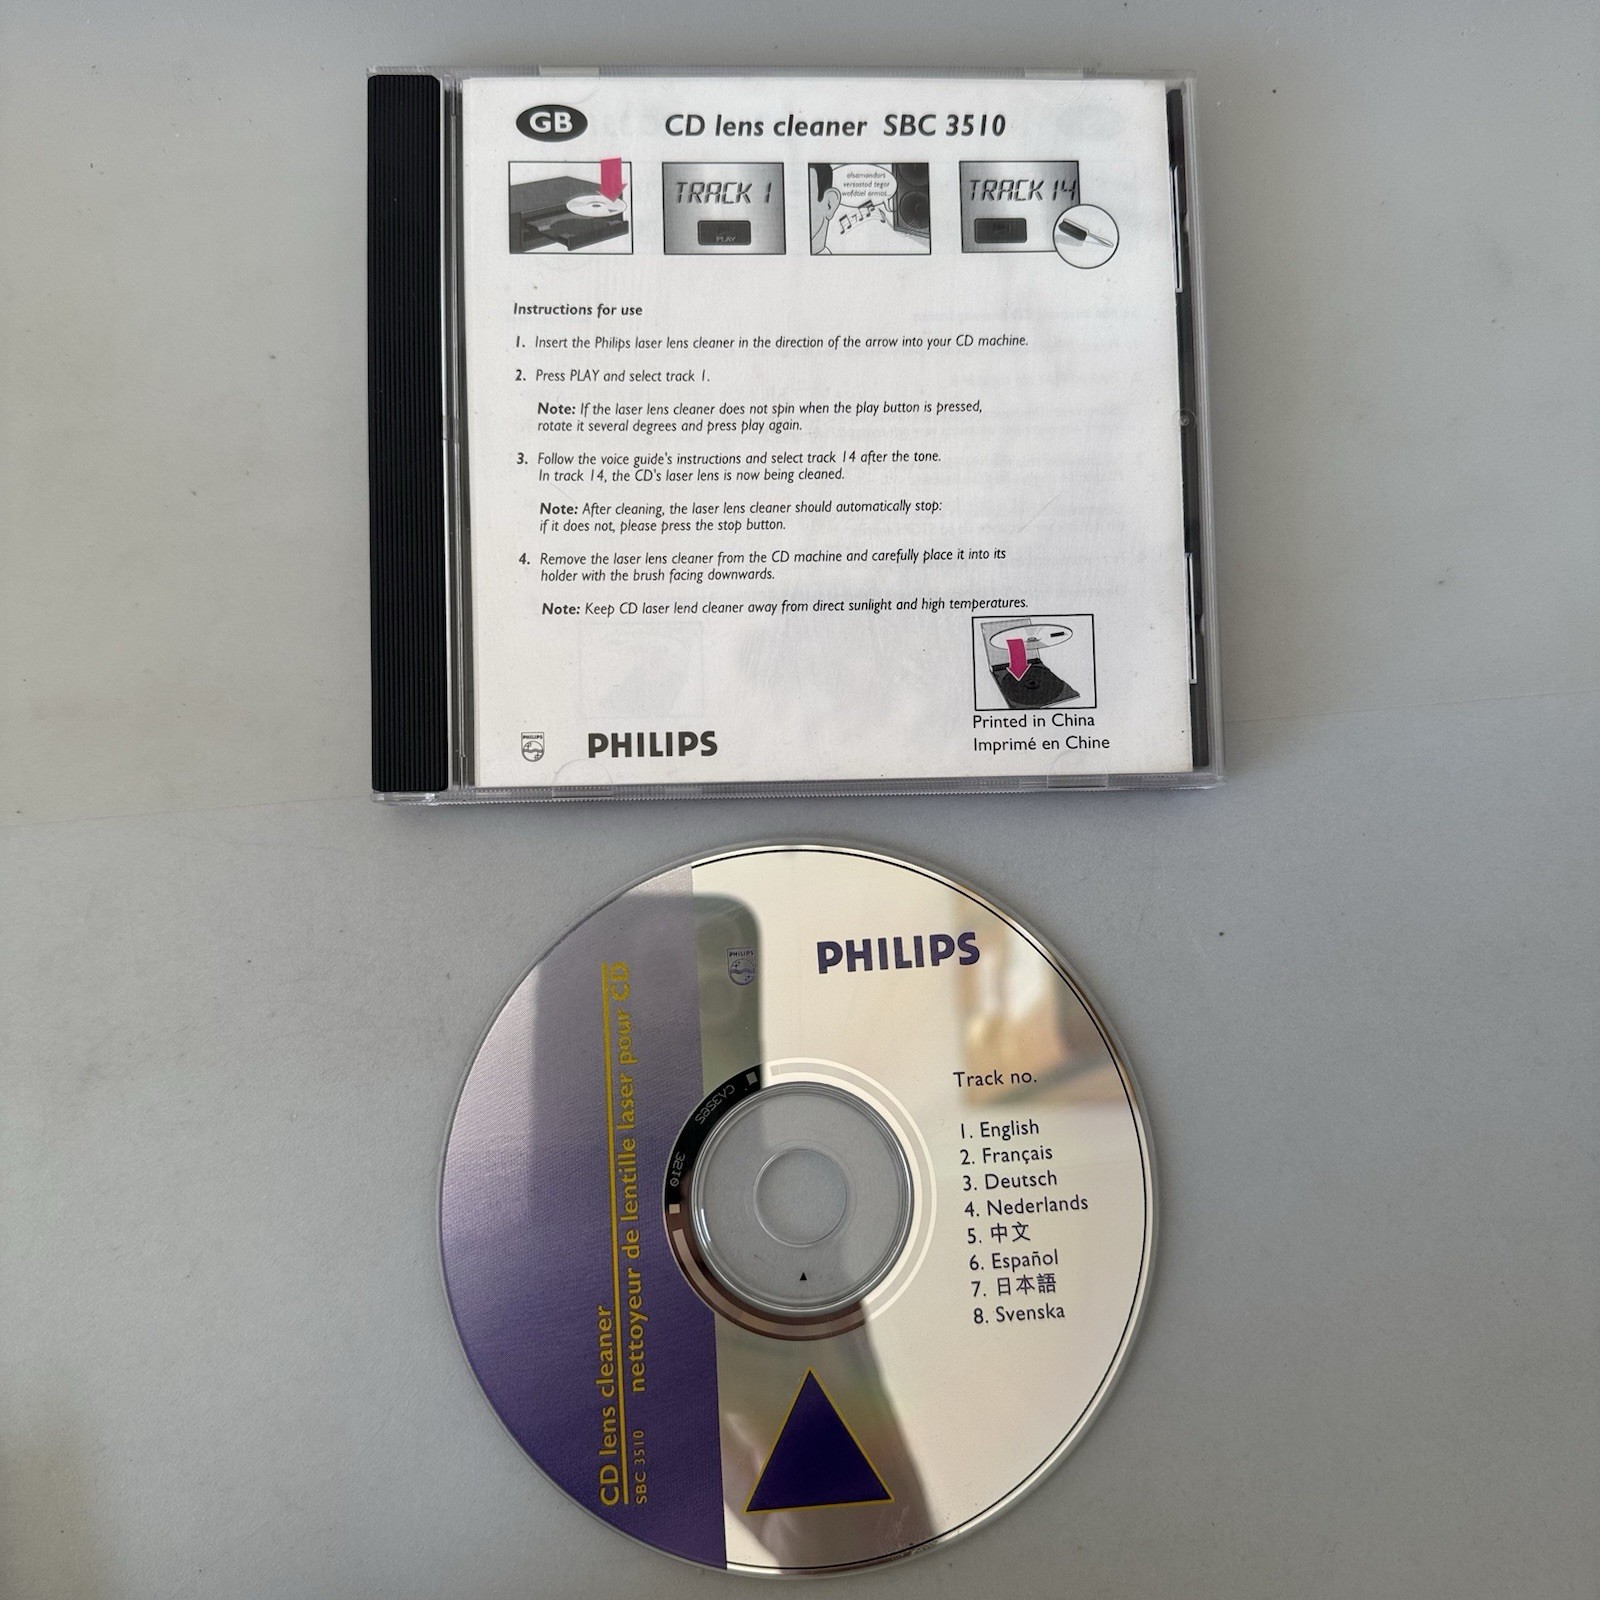 GB
CD lens cleaner SBC 3510
TRACK 1
PLAY
TRACK 14
Instructions for use
1. Insert the Philips laser lens cleaner in the direction of the arrow into your CD machine.
2. Press PLAY and select track 1.
Note: If the laser lens cleaner does not spin when the play button is pressed,
rotate it several degrees and press play again.
3. Follow the voice guide's instructions and select track 14 after the tone.
In track 14, the CD's laser lens is now being cleaned.
Note: After cleaning, the laser lens cleaner should automatically stop:
if it does not, please press the stop button.
4. Remove the laser lens cleaner from the CD machine and carefully place it into its
holder with the brush facing downwards.
Note: Keep CD laser lend cleaner away from direct sunlight and high temperatures.
Printed in China
Imprimé en Chine
PHILIPS
PHILIPS
PHILIPS
PHILIPS
CD lens cleaner
SBC 3510 nettoyeur de lentille laser pour CD
Track no.
1. English
2. Français
3. Deutsch
4. Nederlands
5. 中文
6. Español
7. 日本語
8. Svenska